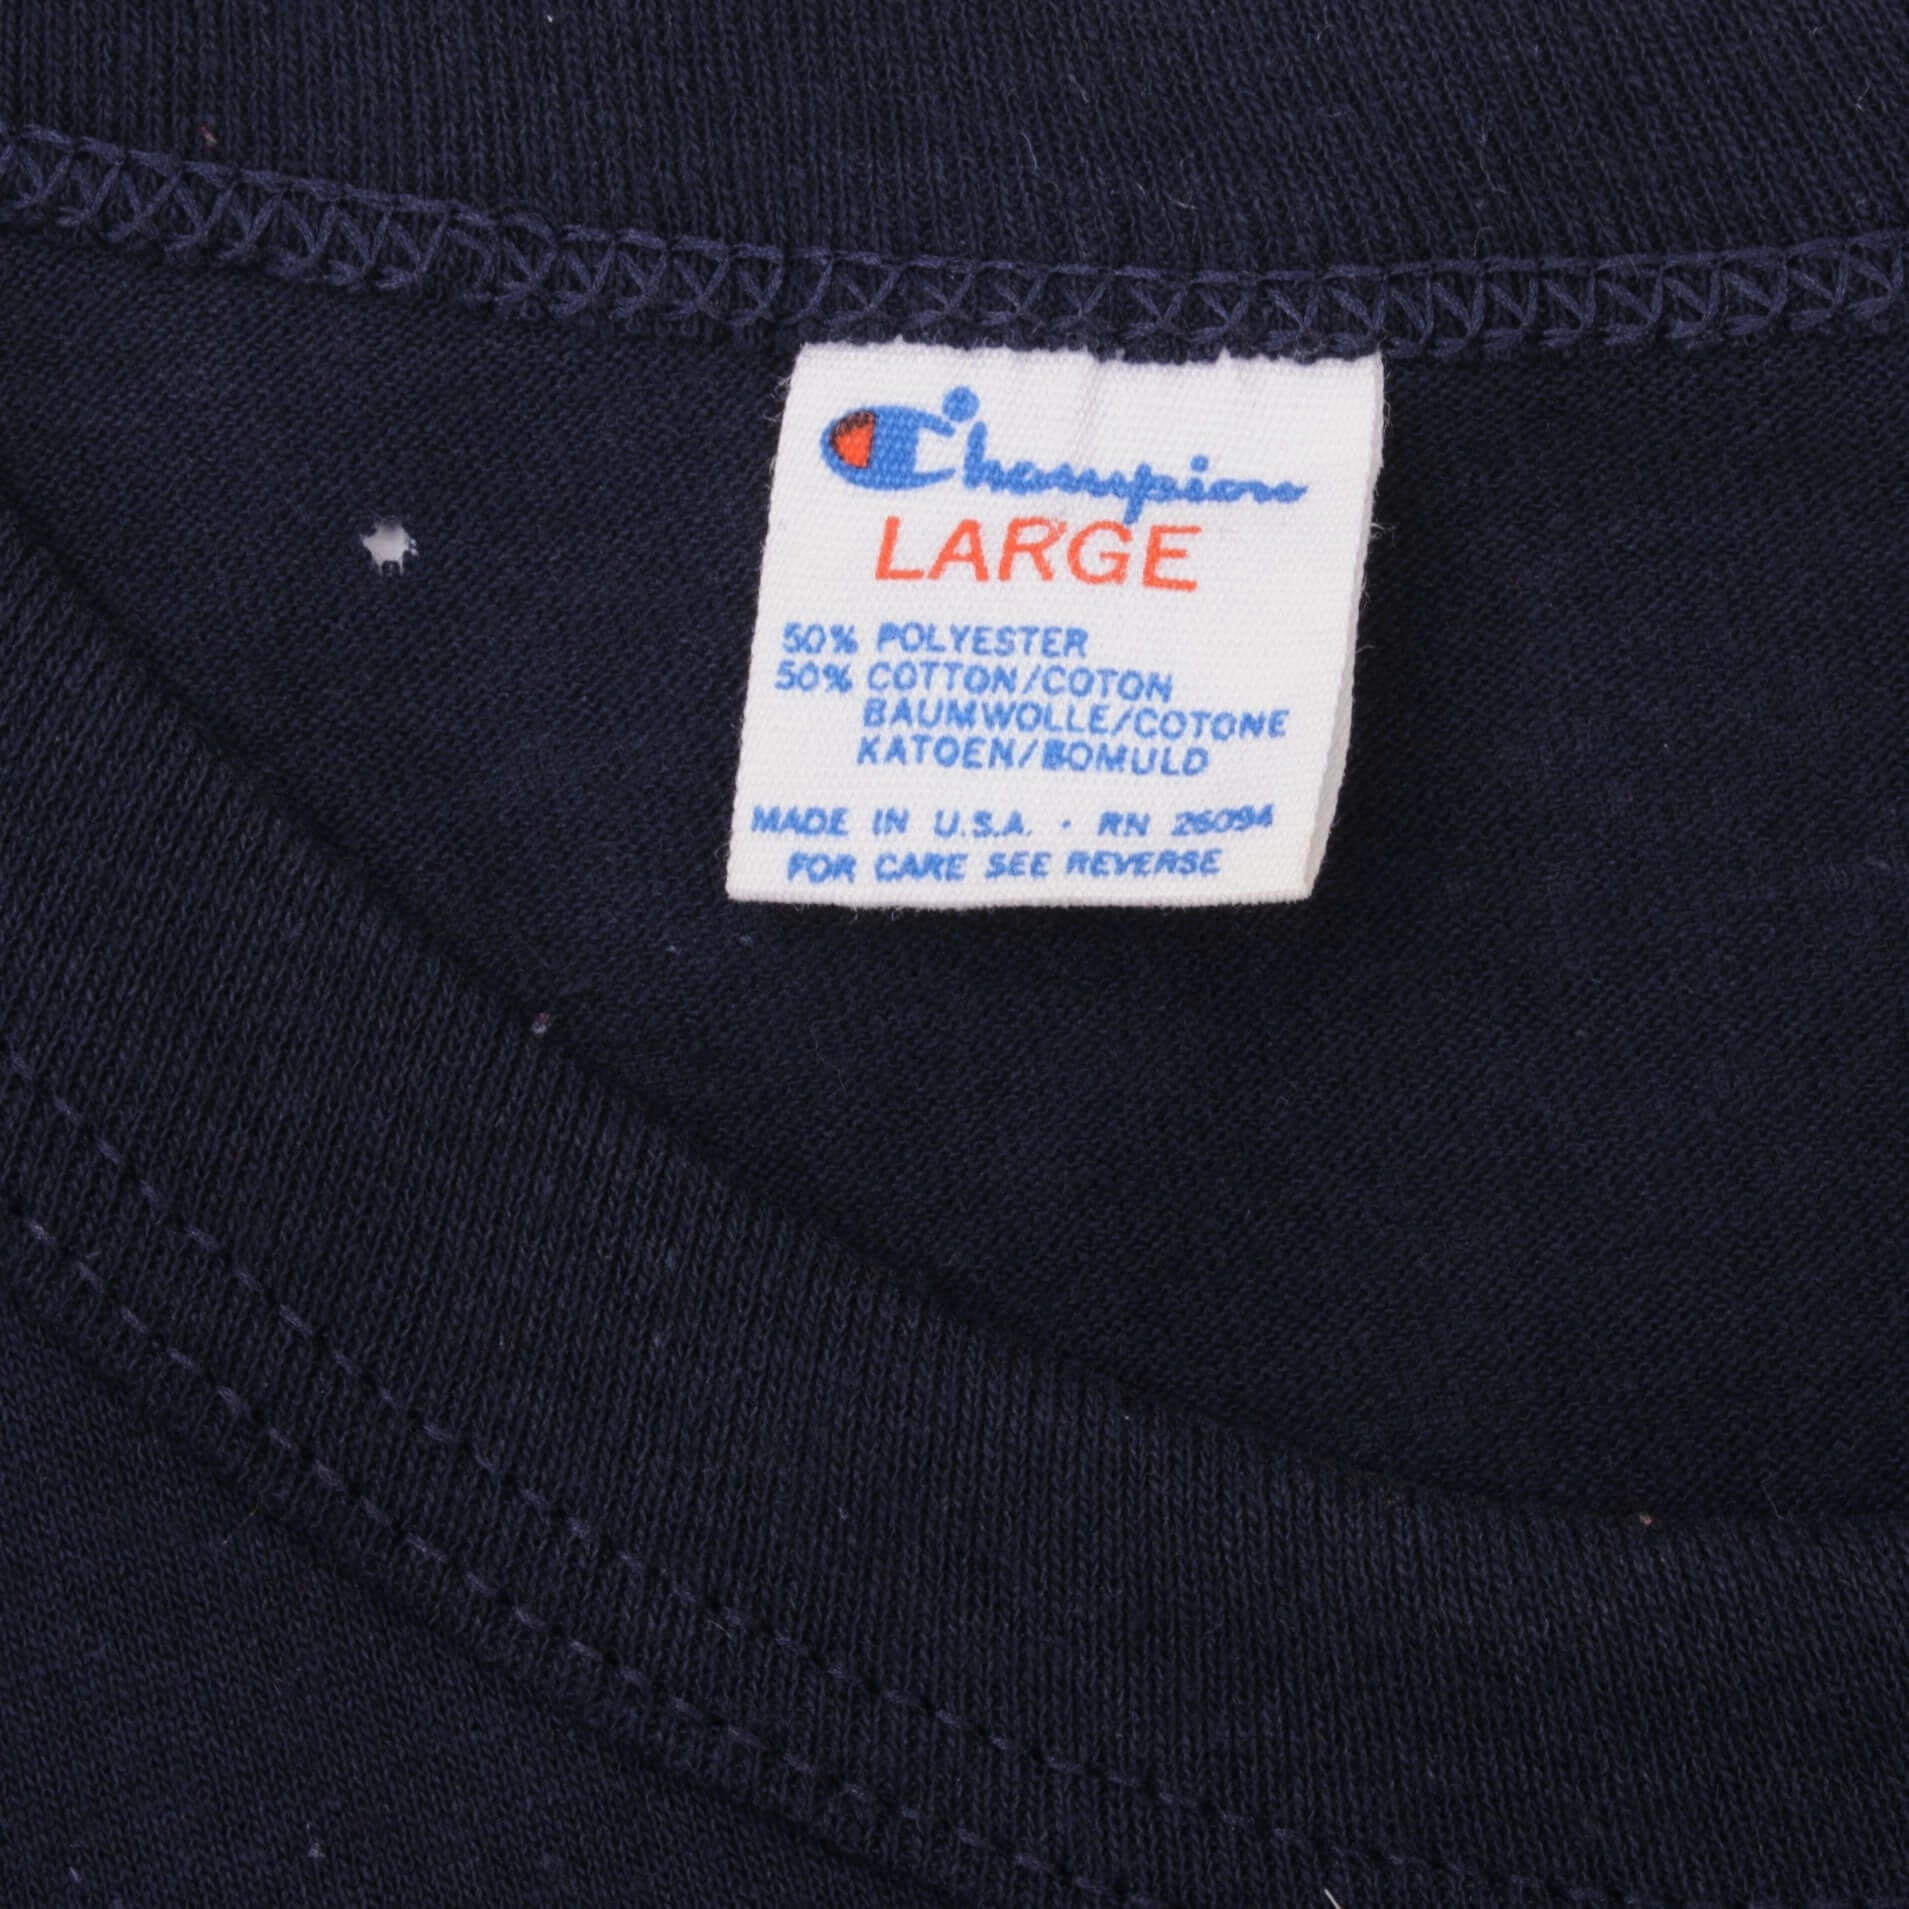 Champion
LARGE
50% POLYESTER
50% COTTON/COTON
BAUMWOLLE/COTONE
KATOEN/BOMULD
MADE IN U.S.A. · RN 26094
FOR CARE SEE REVERSE